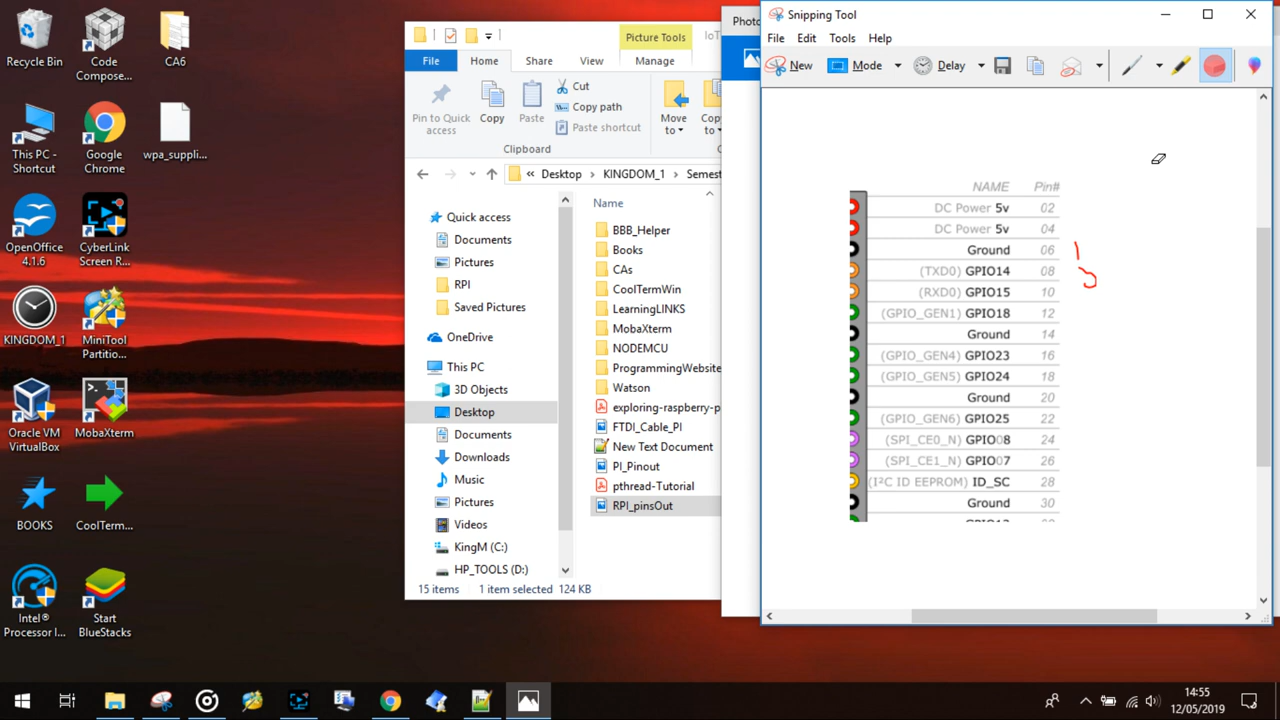 Recycle Bin
Code
Compose...
CA6
This PC -
Shortcut
Google
Chrome
wpa_suppli...
OpenOffice
4.1.6
CyberLink
Screen R...
KINGDOM_1
MiniTool
Partitio...
Oracle VM
VirtualBox
MobaXterm
BOOKS
CoolTerm...
Intel®
Processor I...
Start
BlueStacks
Picture Tools
IoT
File
Home
Share
View
Manage
Pin to Quick
access
Copy
Paste
Cut
Copy path
Paste shortcut
Move
to
Cop
to
Clipboard
« Desktop > KINGDOM_1 > Semest
Name
Quick access
Documents
Pictures
RPI
Saved Pictures
OneDrive
This PC
3D Objects
Desktop
Documents
Downloads
Music
Pictures
Videos
KingM (C:)
HP_TOOLS (D:)
BBB_Helper
Books
CAs
CoolTermWin
LearningLINKS
MobaXterm
NODEMCU
ProgrammingWebsite
Watson
exploring-raspberry-p
FTDI_Cable_PI
New Text Document
PI_Pinout
pthread-Tutorial
RPI_pinsOut
15 items 1 item selected 124 KB
Photo
Snipping Tool
File Edit Tools Help
New Mode Delay
NAME Pin#
DC Power 5v 02
DC Power 5v 04
Ground 06 1
(TXD0) GPIO14 08
(RXD0) GPIO15 10
(GPIO_GEN1) GPIO18 12
Ground 14
(GPIO_GEN4) GPIO23 16
(GPIO_GEN5) GPIO24 18
Ground 20
(GPIO_GEN6) GPIO25 22
(SPI_CE0_N) GPIO08 24
(SPI_CE1_N) GPIO07 26
(I²C ID EEPROM) ID_SC 28
Ground 30
14:55
12/05/2019